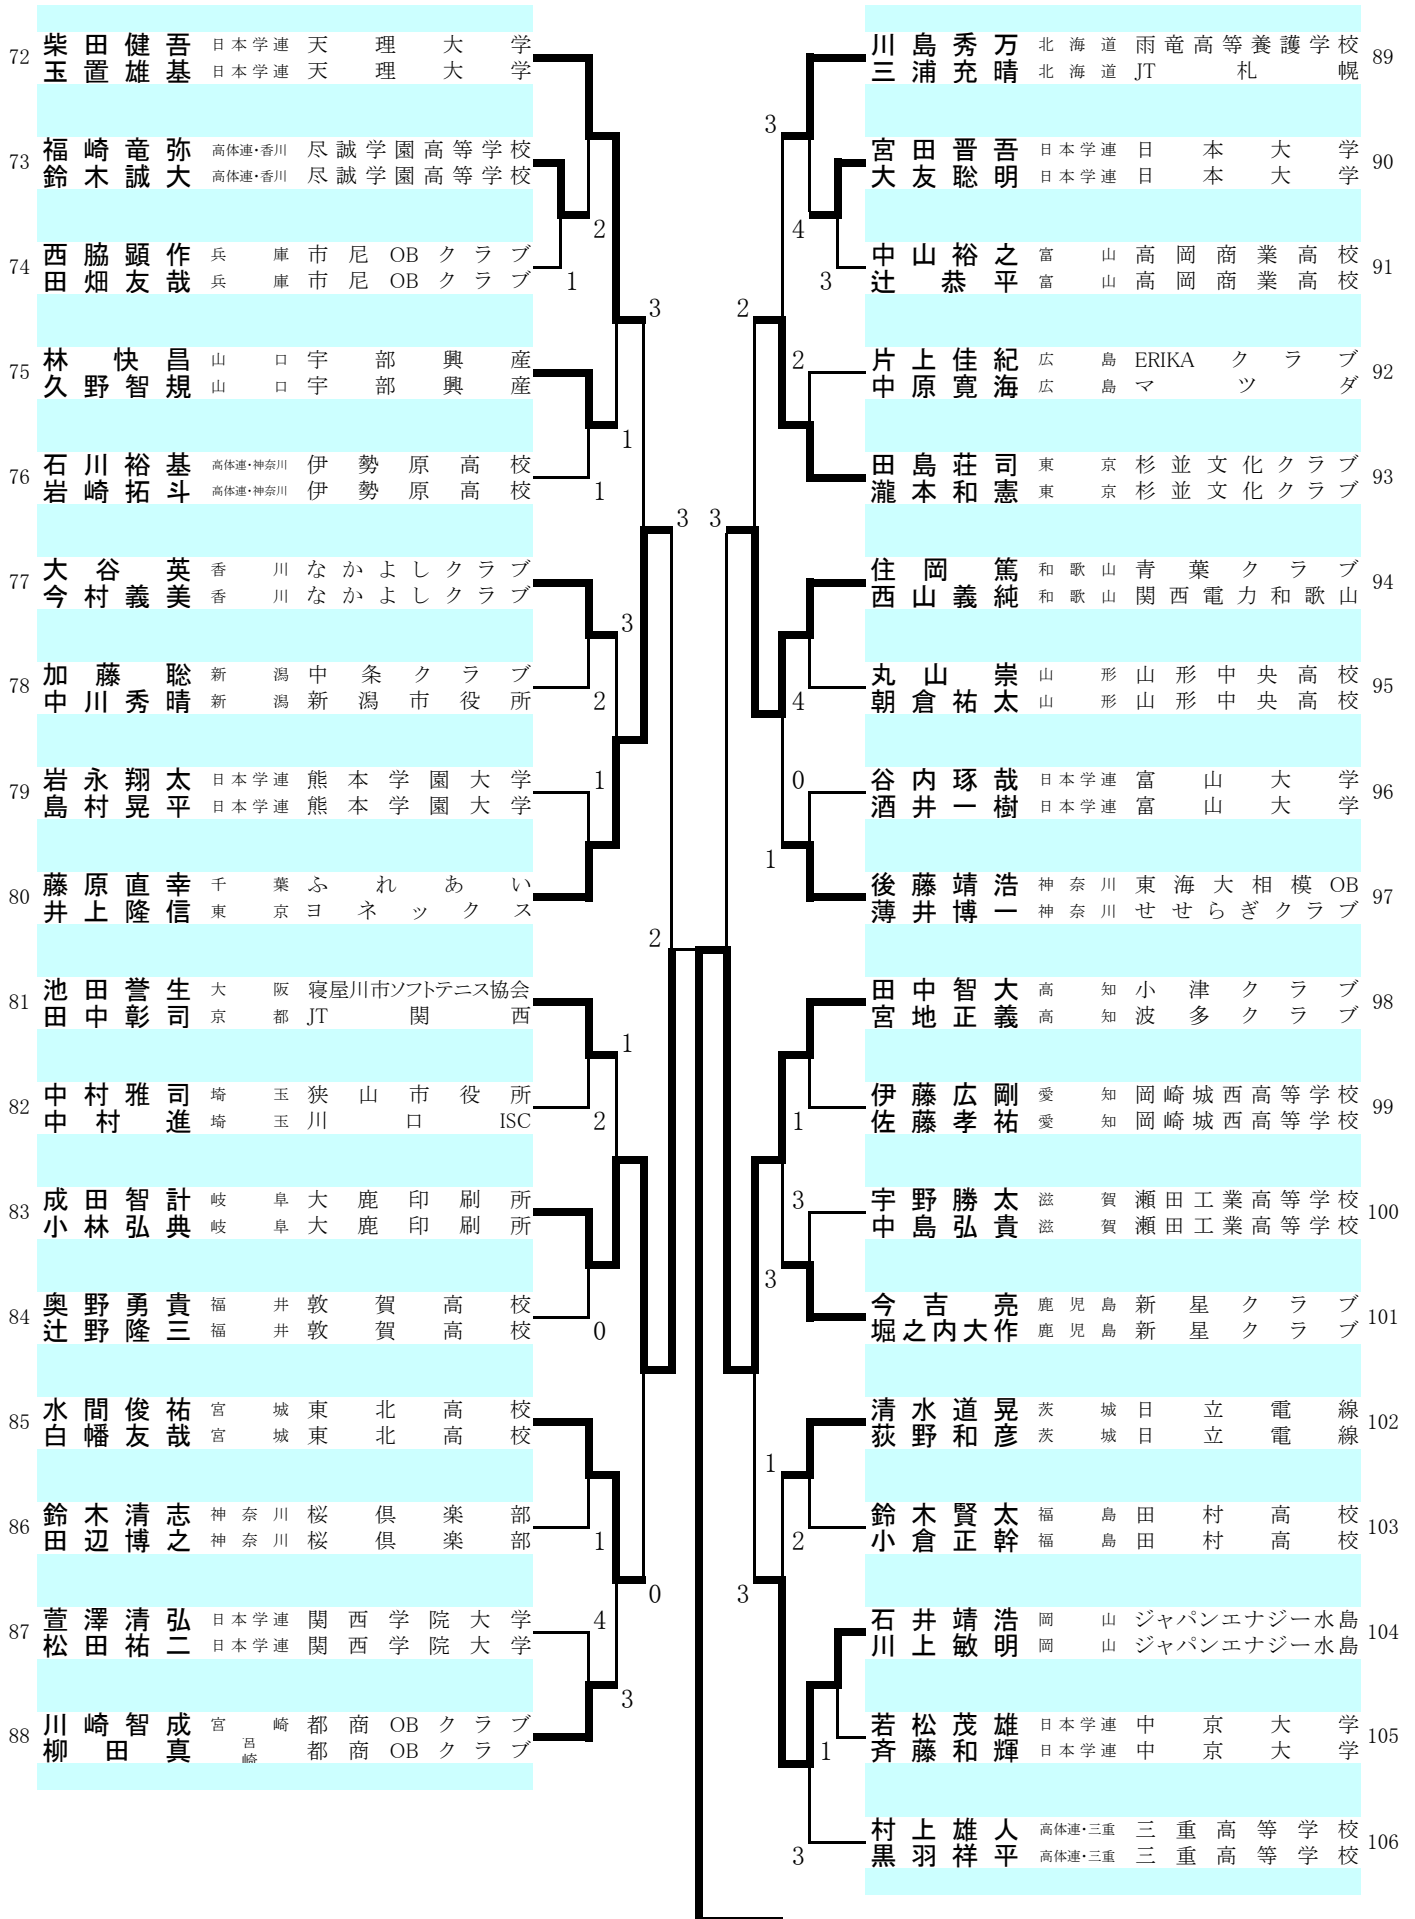 72 柴田健吾 日本学連 天理大学
玉置雄基 日本学連 天理大学
73 福崎竜弥 高体連・香川 尽誠学園高等学校
鈴木誠大 高体連・香川 尽誠学園高等学校
2
74 西脇顕作 兵庫 市尼OBクラブ
田畑友哉 兵庫 市尼OBクラブ
1
3
75 林快昌 山口 宇部興産
久野智規 山口 宇部興産
1
76 石川裕基 高体連・神奈川 伊勢原高校
岩崎拓斗 高体連・神奈川 伊勢原高校
1
3
77 大谷英 香川 なかよしクラブ
今村義美 香川 なかよしクラブ
3
78 加藤聡 新潟 中条クラブ
中川秀晴 新潟 新潟市役所
2
79 岩永翔太 日本学連 熊本学園大学
島村晃平 日本学連 熊本学園大学
1
80 藤原直幸 千葉 ふれあい
井上隆信 東京 ヨネックス
2
81 池田誉生 大阪 寝屋川市ソフトテニス協会
田中彰司 京都 JT関西
1
82 中村雅司 埼玉 狭山市役所
中村進 埼玉 川口ISC
2
83 成田智計 岐阜 大鹿印刷所
小林弘典 岐阜 大鹿印刷所
84 奥野勇貴 福井 敦賀高校
辻野隆三 福井 敦賀高校
0
85 水間俊祐 宮城 東北高校
白幡友哉 宮城 東北高校
86 鈴木清志 神奈川 桜倶楽部
田辺博之 神奈川 桜倶楽部
1
0
87 萱澤清弘 日本学連 関西学院大学
松田祐二 日本学連 関西学院大学
4
3
88 川崎智成 宮崎 都商OBクラブ
柳田真 宮崎 都商OBクラブ
川島秀万 北海道 雨竜高等養護学校 89
三浦充晴 北海道 JT札幌
3
宮田晋吾 日本学連 日本大学 90
大友聡明 日本学連 日本大学
4
中山裕之 富山 高岡商業高校 91
辻恭平 富山 高岡商業高校
3
2
片上佳紀 広島 ERIKAクラブ 92
中原寛海 広島 マツダ
2
田島荘司 東京 杉並文化クラブ 93
瀧本和憲 東京 杉並文化クラブ
3
住岡篤 和歌山 青葉クラブ 94
西山義純 和歌山 関西電力和歌山
丸山崇 山形 山形中央高校 95
朝倉祐太 山形 山形中央高校
4
谷内琢哉 日本学連 富山大学 96
酒井一樹 日本学連 富山大学
0
1
後藤靖浩 神奈川 東海大相模OB 97
薄井博一 神奈川 せせらぎクラブ
田中智大 高知 小津クラブ 98
宮地正義 高知 波多クラブ
伊藤広剛 愛知 岡崎城西高等学校 99
佐藤孝祐 愛知 岡崎城西高等学校
1
宇野勝太 滋賀 瀬田工業高等学校 100
中島弘貴 滋賀 瀬田工業高等学校
3
3
今吉亮 鹿児島 新星クラブ 101
堀之内大作 鹿児島 新星クラブ
清水道晃 茨城 日立電線 102
荻野和彦 茨城 日立電線
1
鈴木賢太 福島 田村高校 103
小倉正幹 福島 田村高校
2
3
石井靖浩 岡山 ジャパンエナジー水島 104
川上敏明 岡山 ジャパンエナジー水島
若松茂雄 日本学連 中京大学 105
斉藤和輝 日本学連 中京大学
1
村上雄人 高体連・三重 三重高等学校 106
黒羽祥平 高体連・三重 三重高等学校
3